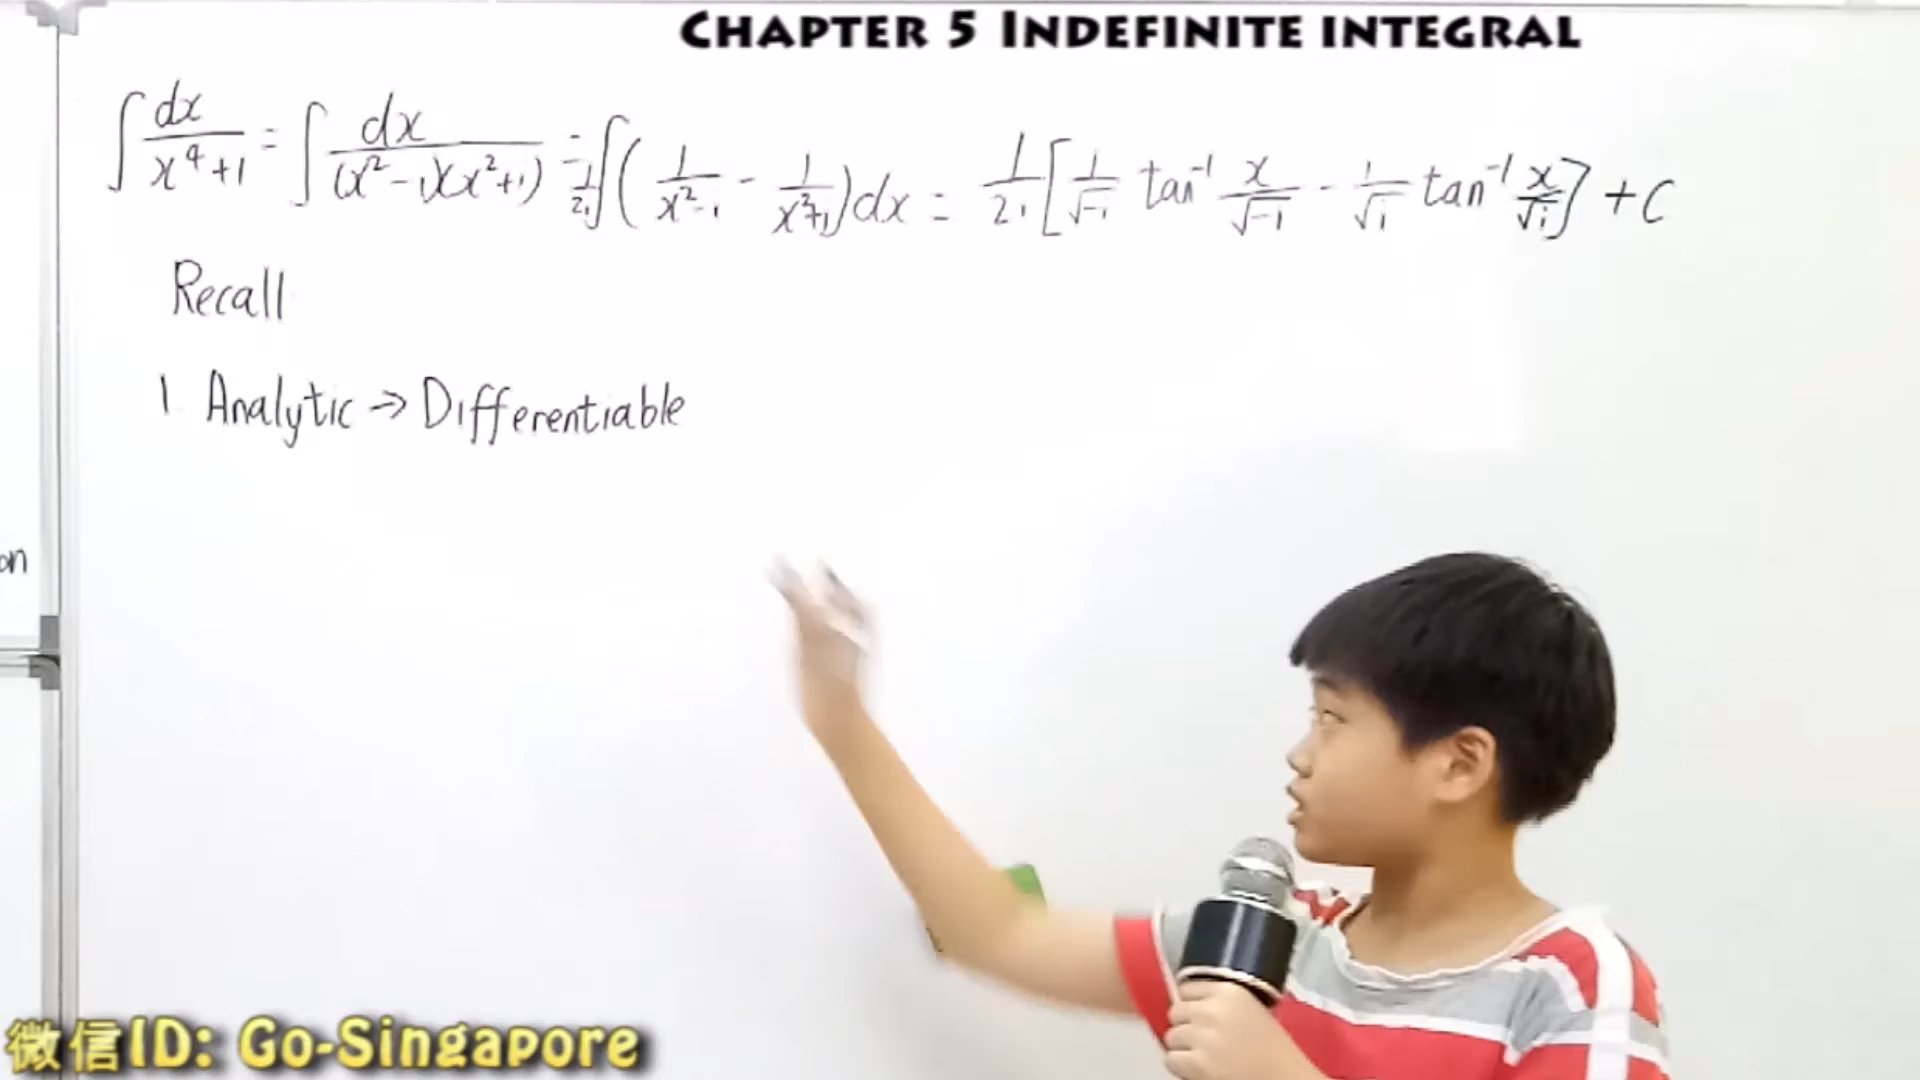 CHAPTER 5 INDEFINITE INTEGRAL
∫ dx/(x⁴+1) = ∫ dx/((x²-i)(x²+i)) = 1/2i ∫ (1/(x²-i) - 1/(x²+i)) dx = 1/2i [1/√-i tan⁻¹ x/√-i - 1/√i tan⁻¹ x/√i] + C
Recall
1 Analytic → Differentiable
on
微信ID: Go-Singapore